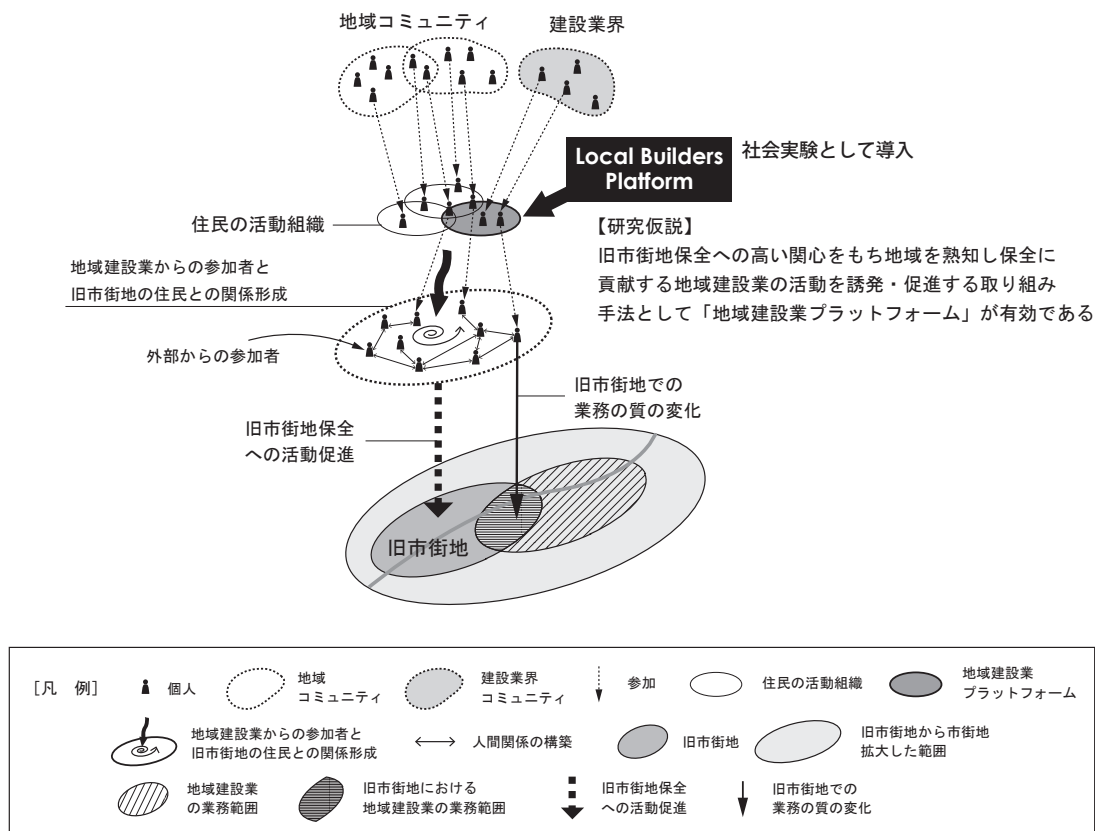 地域コミュニティ
建設業界
Local Builders
Platform
社会実験として導入
住民の活動組織
【研究仮説】
旧市街地保全への高い関心をもち地域を熟知し保全に
貢献する地域建設業の活動を誘発・促進する取り組み
手法として「地域建設業プラットフォーム」が有効である
地域建設業からの参加者と
旧市街地の住民との関係形成
外部からの参加者
旧市街地での
業務の質の変化
旧市街地保全
への活動促進
旧市街地
［凡　例］
個人
地域
コミュニティ
建設業界
コミュニティ
参加
住民の活動組織
地域建設業
プラットフォーム
地域建設業からの参加者と
旧市街地の住民との関係形成
人間関係の構築
旧市街地
旧市街地から市街地
拡大した範囲
地域建設業
の業務範囲
旧市街地における
地域建設業の業務範囲
旧市街地保全
への活動促進
旧市街地での
業務の質の変化